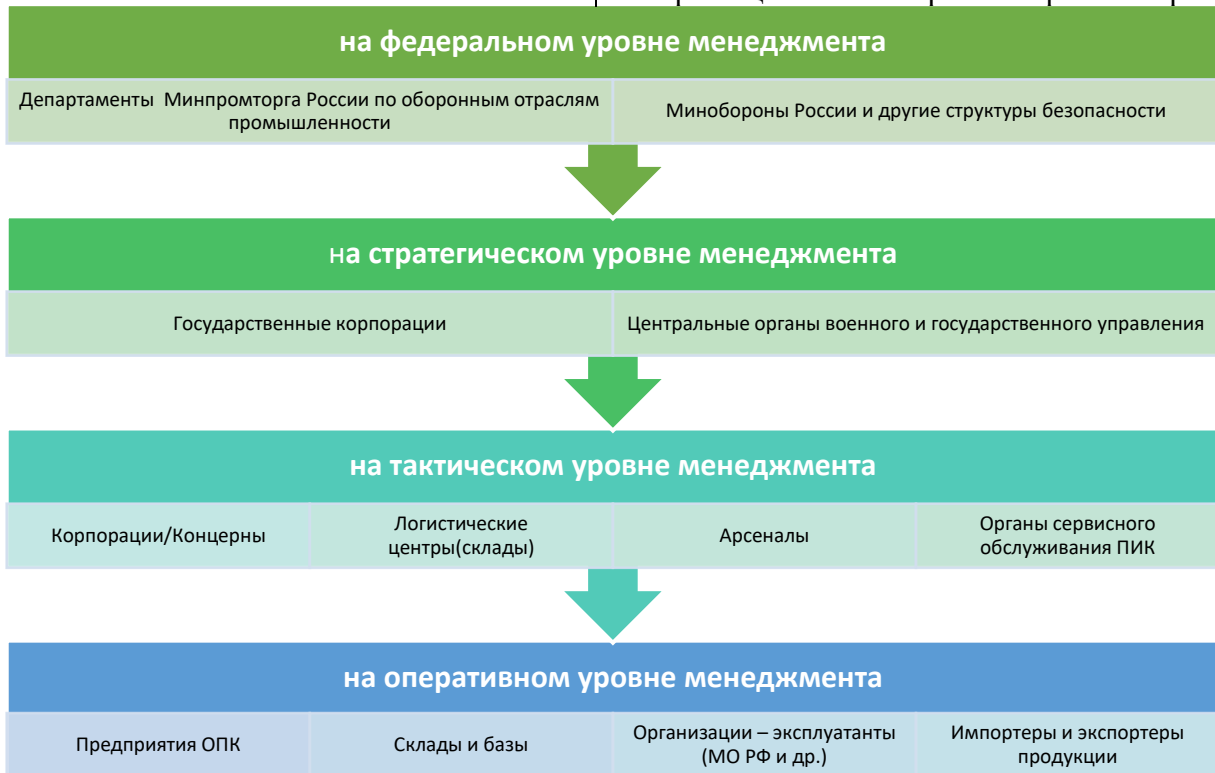 на федеральном уровне менеджмента
Департаменты Минпромторга России по оборонным отраслям
промышленности
Минобороны России и другие структуры безопасности
на стратегическом уровне менеджмента
Государственные корпорации
Центральные органы военного и государственного управления
на тактическом уровне менеджмента
Корпорации/Концерны
Логистические
центры(склады)
Арсеналы
Органы сервисного
обслуживания ПИК
на оперативном уровне менеджмента
Предприятия ОПК
Склады и базы
Организации – эксплуатанты
(МО РФ и др.)
Импортеры и экспортеры
продукции